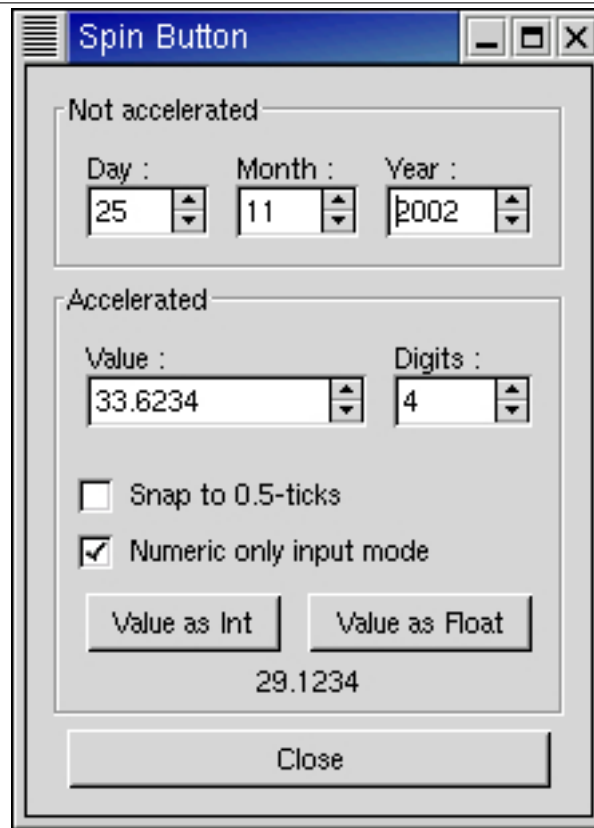 Spin Button
Not accelerated
Day : Month : Year :
25 11 2002
Accelerated
Value : Digits :
33.6234 4
Snap to 0.5-ticks
Numeric only input mode
Value as Int Value as Float
29.1234
Close